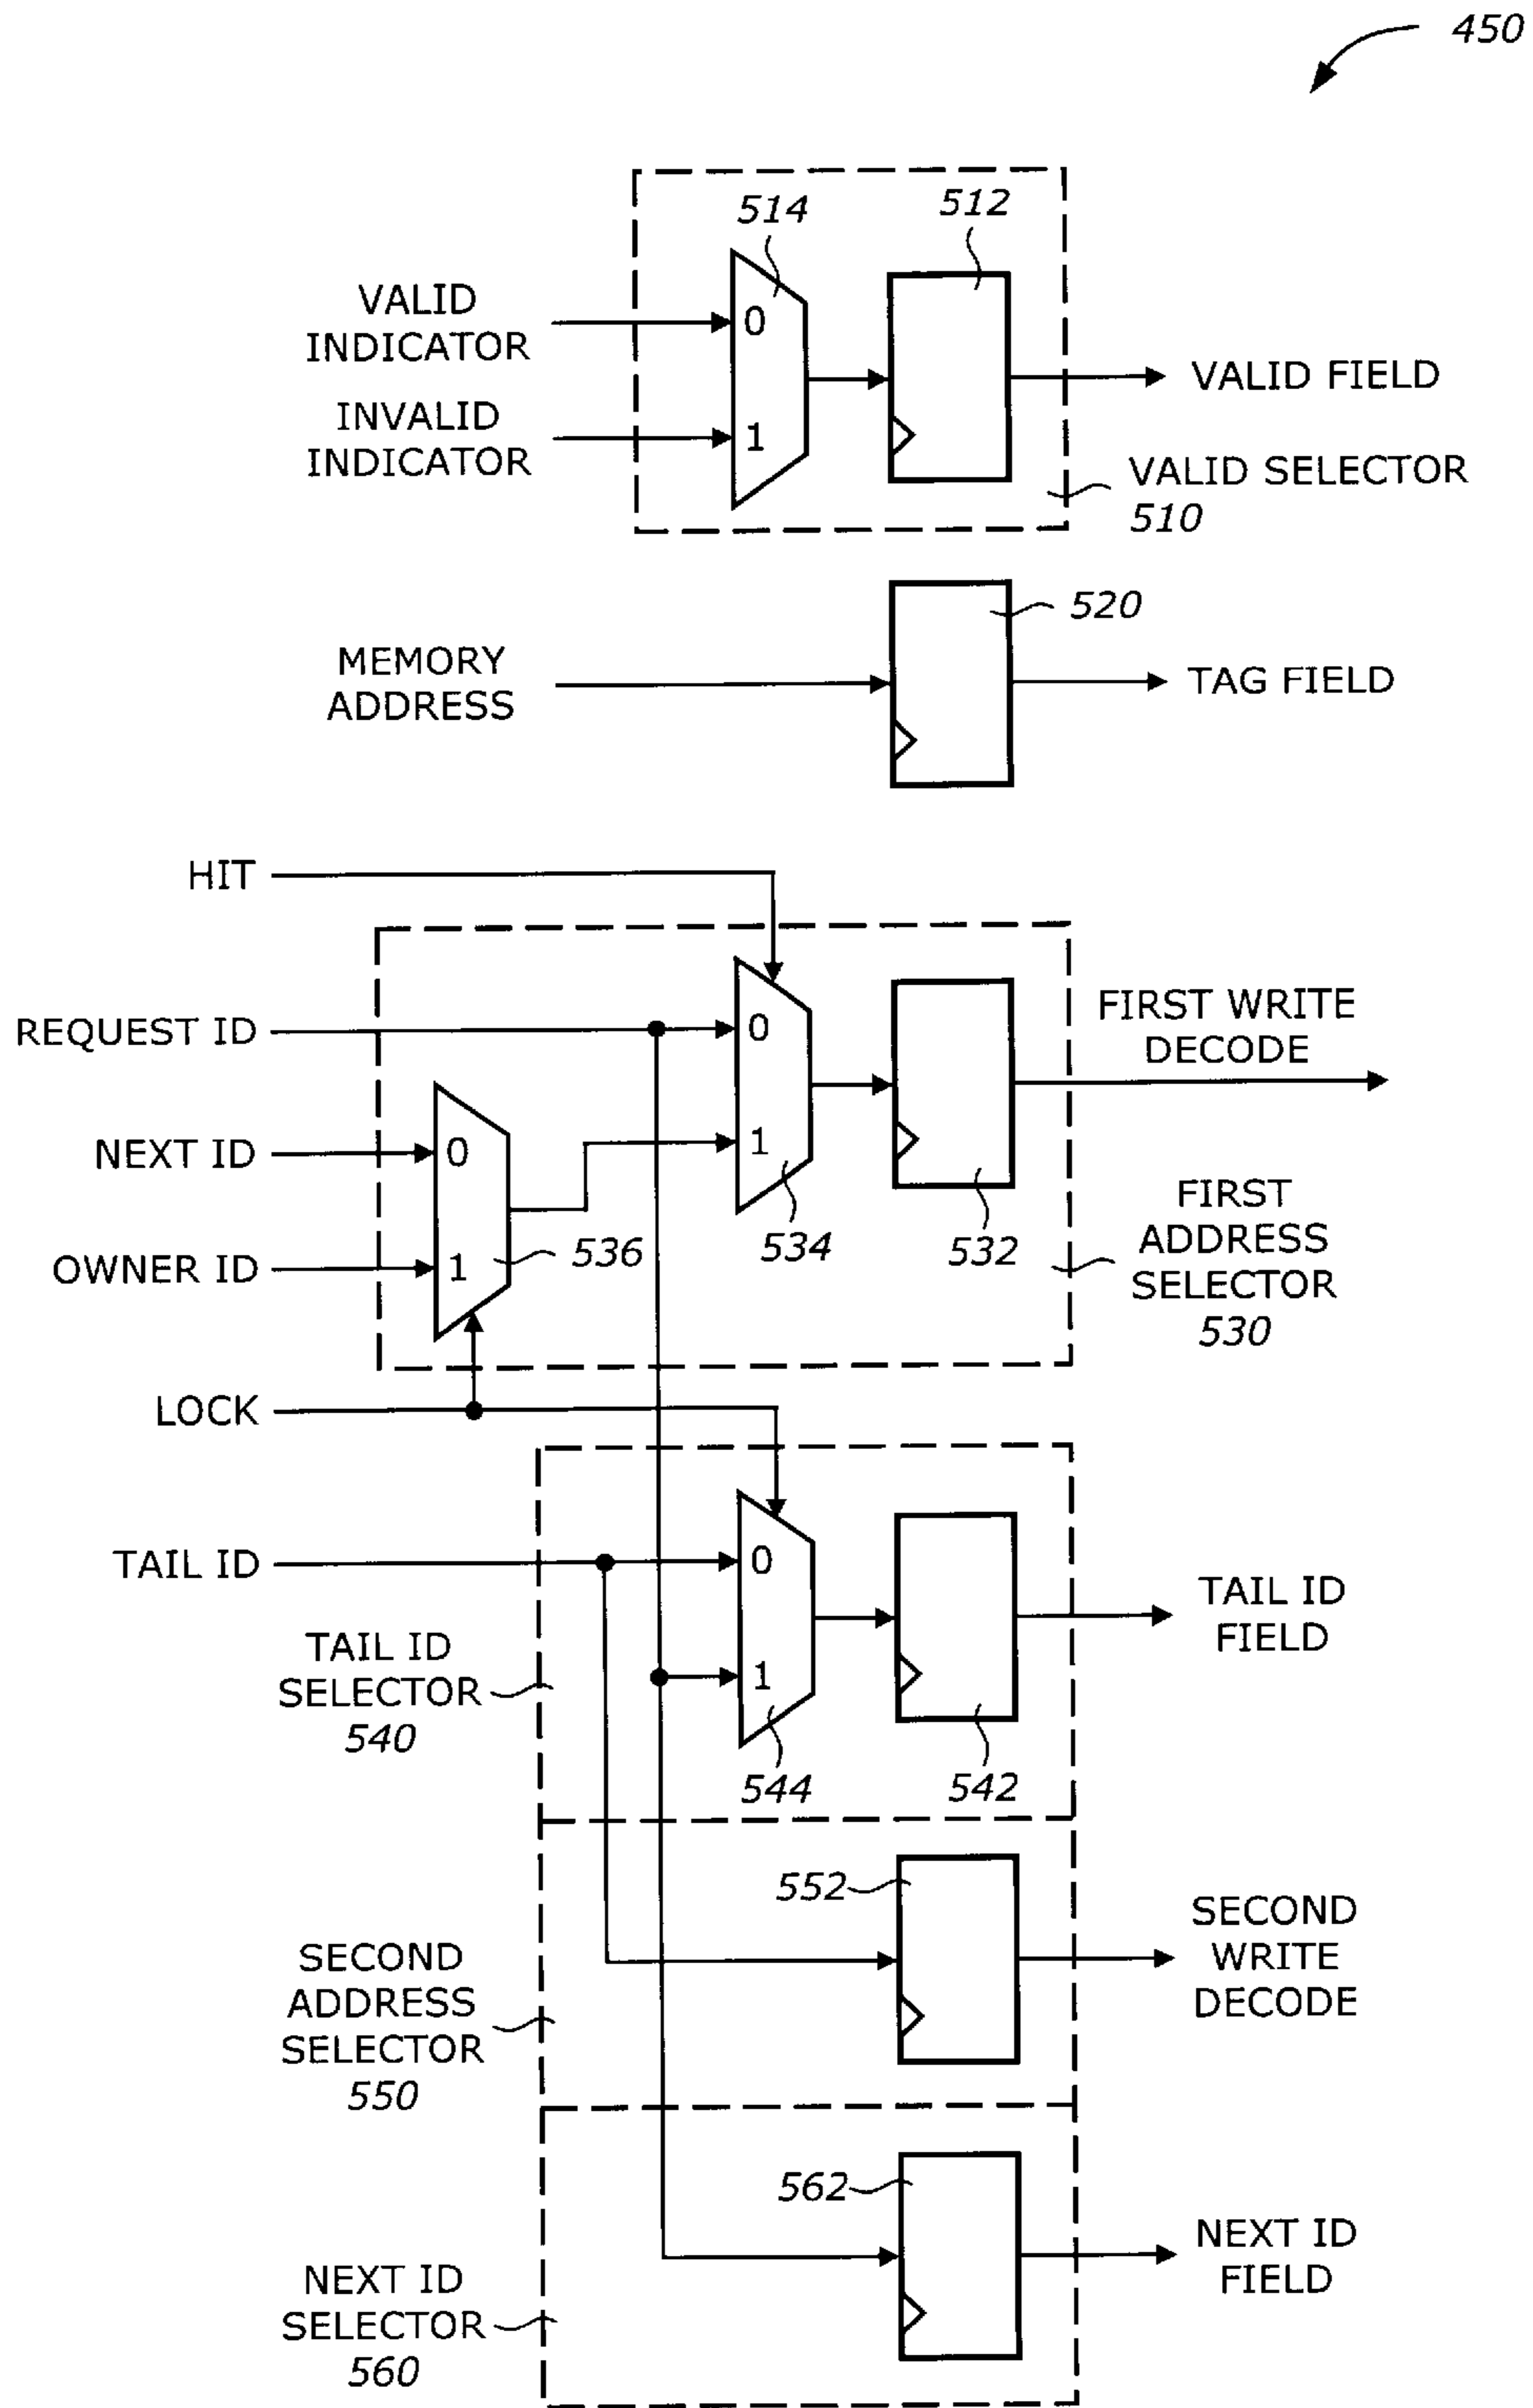 450
514
512
VALID
INDICATOR
0
VALID FIELD
INVALID
INDICATOR
1
VALID SELECTOR
510
520
MEMORY
ADDRESS
TAG FIELD
HIT
REQUEST ID
0
FIRST WRITE
DECODE
NEXT ID
0
1
OWNER ID
1
536
534
532
FIRST
ADDRESS
SELECTOR
530
LOCK
TAIL ID
0
TAIL ID
FIELD
TAIL ID
SELECTOR
540
1
544
542
552
SECOND
WRITE
DECODE
SECOND
ADDRESS
SELECTOR
550
562
NEXT ID
FIELD
NEXT ID
SELECTOR
560